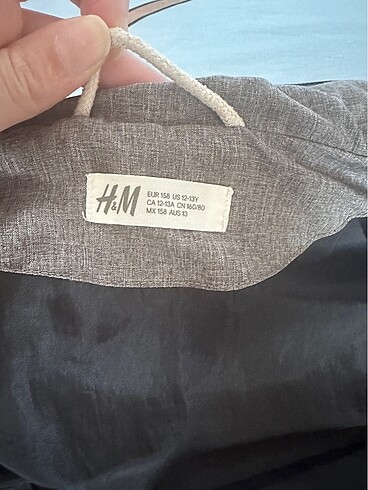 H&M
EUR 158 US 12-13Y
CA 12-13A CN 160/80
MX 158 AUS 13